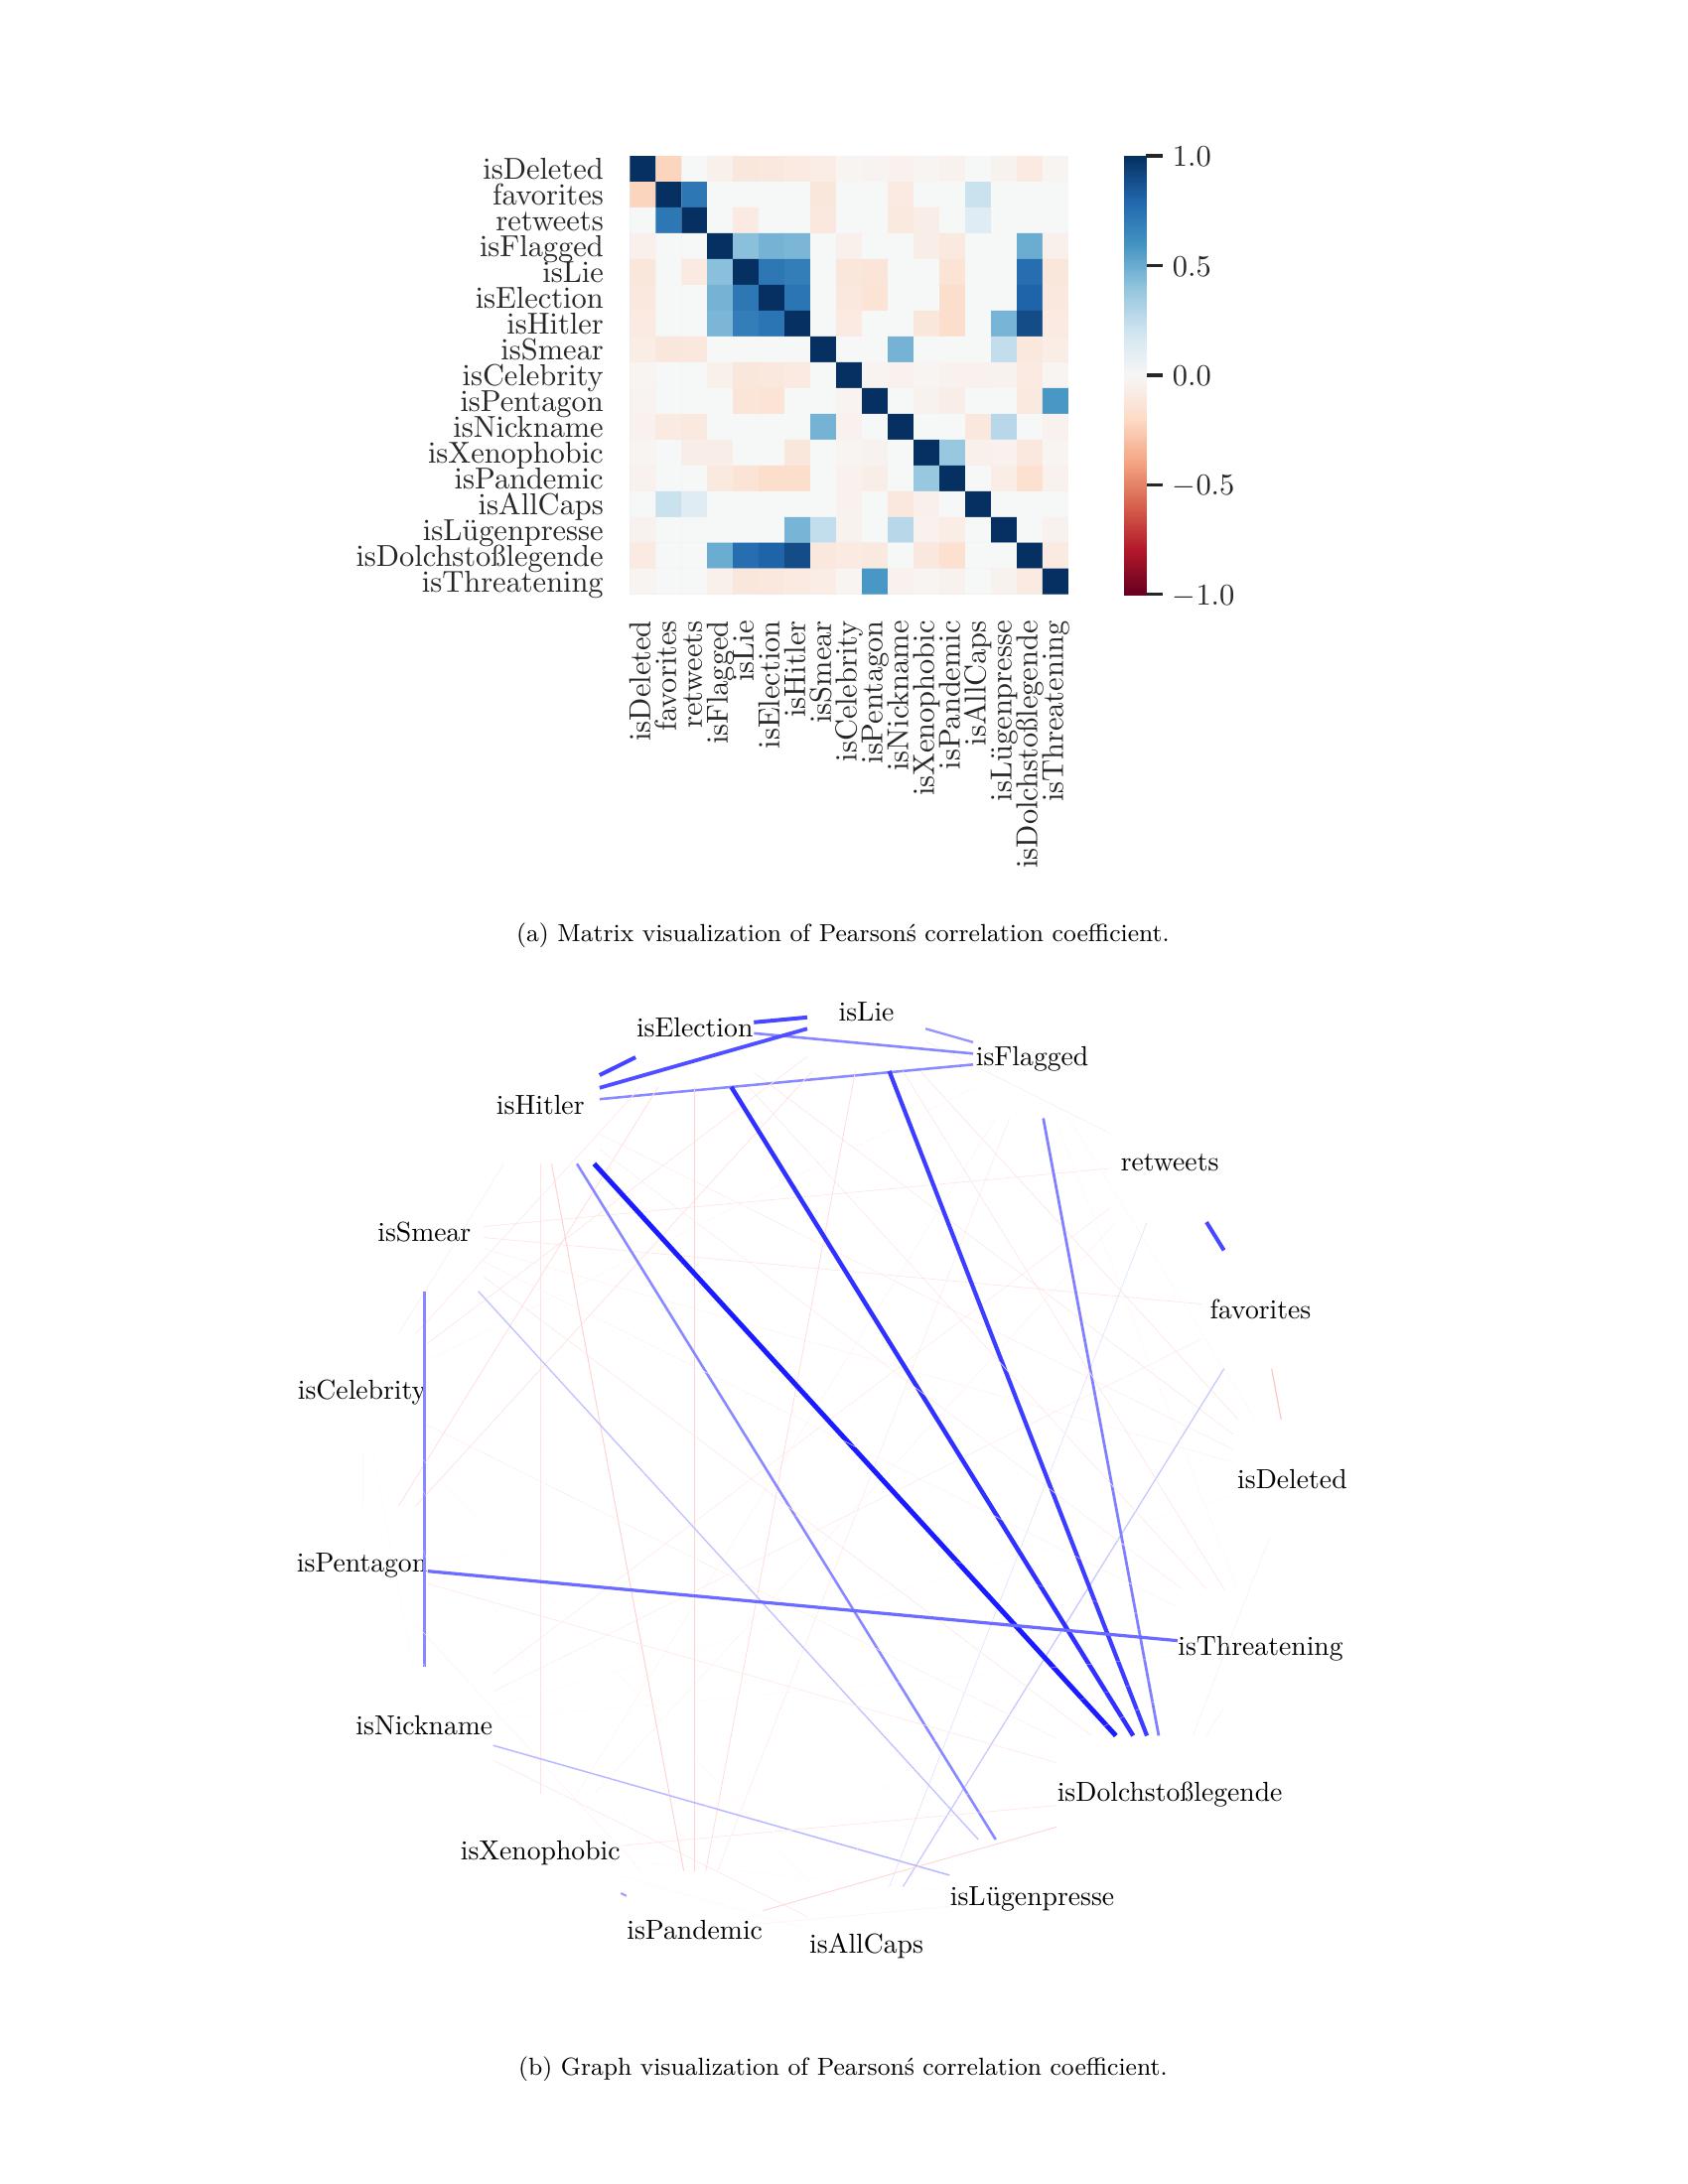 isDeleted
favorites
retweets
isFlagged
isLie
isElection
isHitler
isSmear
isCelebrity
isPentagon
isNickname
isXenophobic
isPandemic
isAllCaps
isLügenpresse
isDolchstoßlegende
isThreatening
1.0
0.5
0.0
−0.5
−1.0
isDeleted
favorites
retweets
isFlagged
isLie
isElection
isHitler
isSmear
isCelebrity
isPentagon
isNickname
isXenophobic
isPandemic
isAllCaps
isLügenpresse
isDolchstoßlegende
isThreatening
(a) Matrix visualization of Pearsonś correlation coefficient.
isLie
isElection
isFlagged
isHitler
retweets
isSmear
favorites
isCelebrity
isDeleted
isPentagon
isThreatening
isNickname
isDolchstoßlegende
isXenophobic
isLügenpresse
isPandemic
isAllCaps
(b) Graph visualization of Pearsonś correlation coefficient.